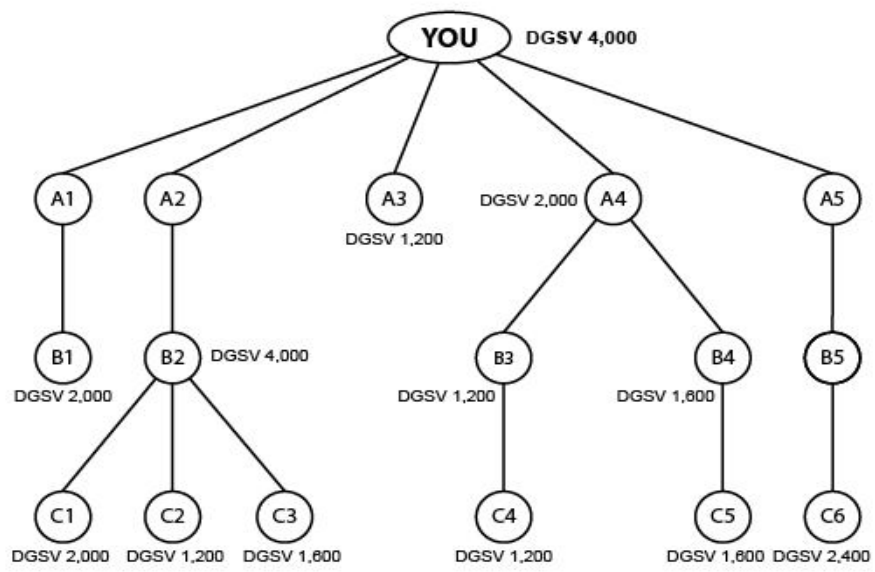 YOU DGSV 4,000
A1 A2 A3 DGSV 2,000 A4 A5
DGSV 1,200
B1 B2 DGSV 4,000 B3 B4 B5
DGSV 2,000 DGSV 1,200 DGSV 1,600
C1 C2 C3 C4 C5 C6
DGSV 2,000 DGSV 1,200 DGSV 1,600 DGSV 1,200 DGSV 1,600 DGSV 2,400